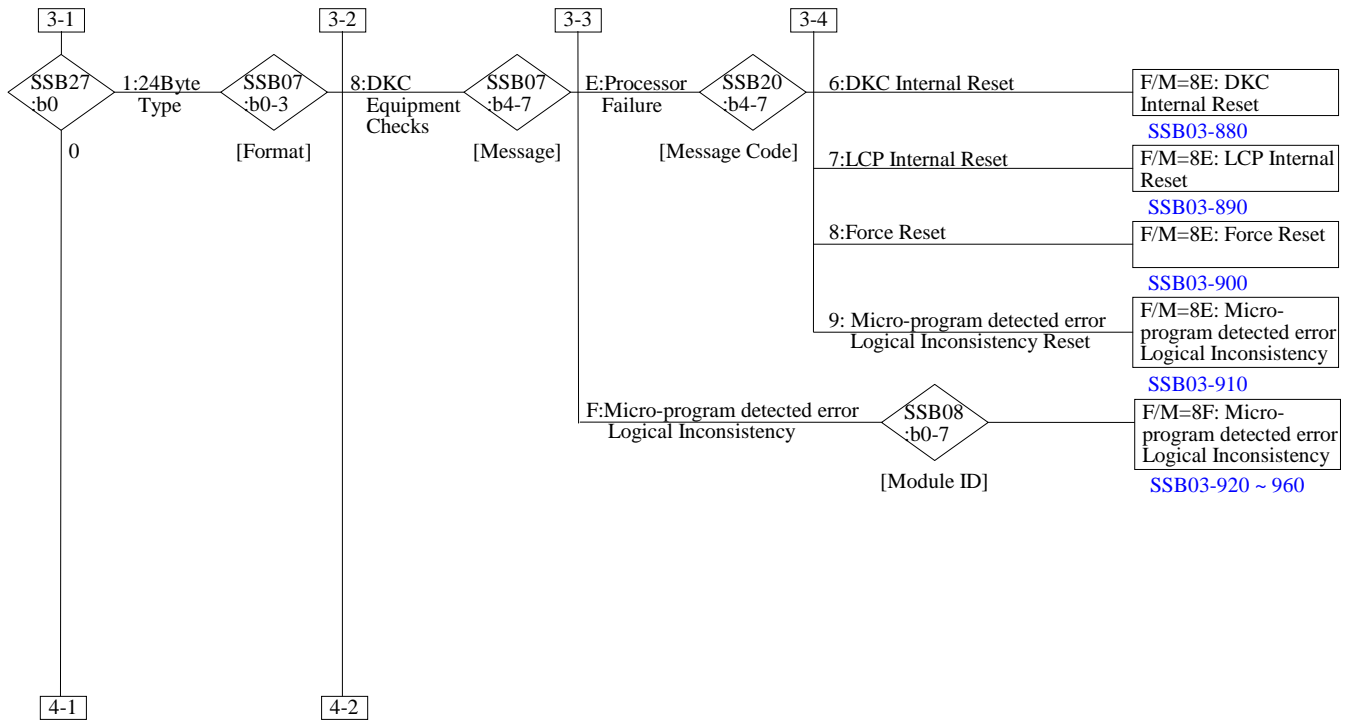 3-1
3-2
3-3
3-4
SSB27
:b0
1:24Byte
Type
0
SSB07
:b0-3
[Format]
8:DKC
Equipment
Checks
SSB07
:b4-7
[Message]
E:Processor
Failure
SSB20
:b4-7
[Message Code]
6:DKC Internal Reset
F/M=8E: DKC
Internal Reset
SSB03-880
7:LCP Internal Reset
F/M=8E: LCP Internal
Reset
SSB03-890
8:Force Reset
F/M=8E: Force Reset
SSB03-900
9: Micro-program detected error
Logical Inconsistency Reset
F/M=8E: Micro-
program detected error
Logical Inconsistency
SSB03-910
F:Micro-program detected error
Logical Inconsistency
SSB08
:b0-7
[Module ID]
F/M=8F: Micro-
program detected error
Logical Inconsistency
SSB03-920 ~ 960
4-1
4-2